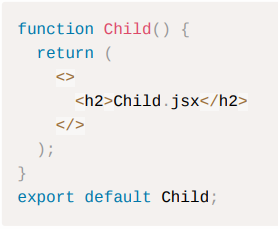 function Child() {
  return (
    <>
      <h2>Child.jsx</h2>
    </>
  );
}
export default Child;